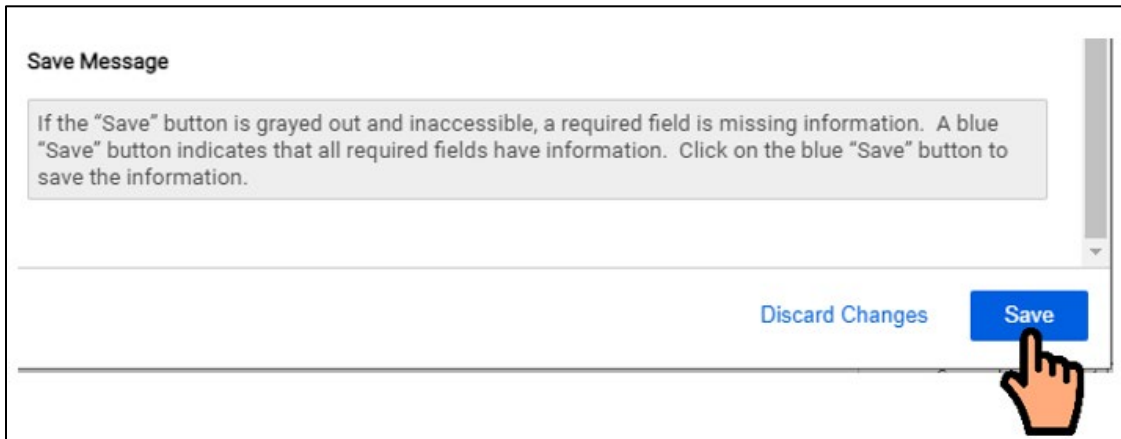 Save Message
If the “Save” button is grayed out and inaccessible, a required field is missing information.  A blue
“Save” button indicates that all required fields have information.  Click on the blue “Save” button to
save the information.
Discard Changes
Save